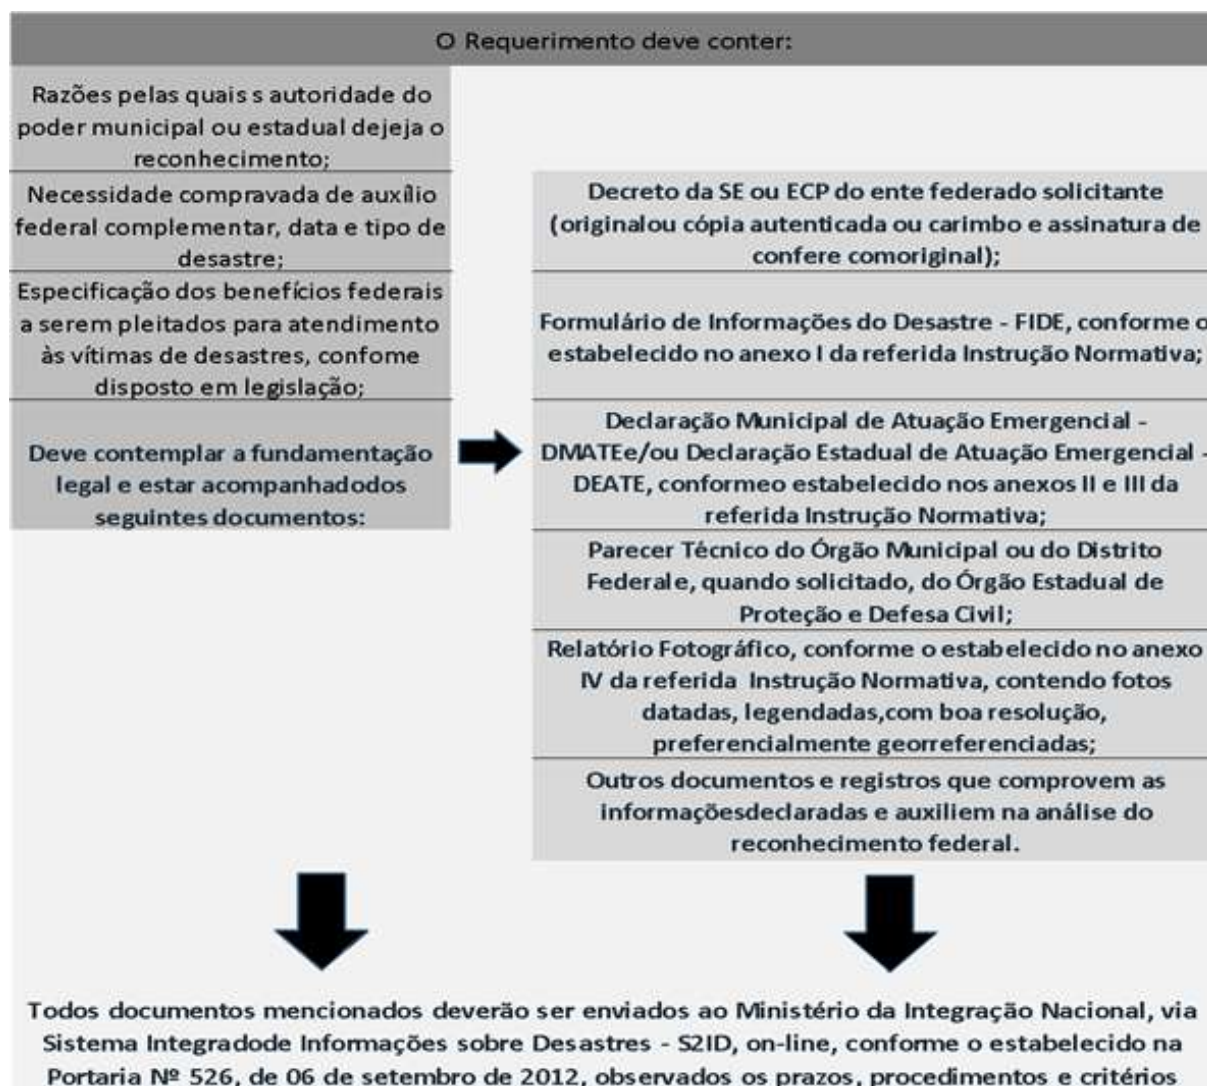 O Requerimento deve conter:
Razões pelas quais s autoridade do
poder municipal ou estadual dejeja o
reconhecimento;
Necessidade compravada de auxílio
federal complementar, data e tipo de
desastre;
Especificação dos benefícios federais
a serem pleitados para atendimento
às vítimas de desastres, confome
disposto em legislação;
Deve contemplar a fundamentação
legal e estar acompanhadodos
seguintes documentos:
Decreto da SE ou ECP do ente federado solicitante
(originalou cópia autenticada ou carimbo e assinatura de
confere comoriginal);
Formulário de Informações do Desastre - FIDE, conforme o
estabelecido no anexo I da referida Instrução Normativa;
Declaração Municipal de Atuação Emergencial -
DMATEe/ou Declaração Estadual de Atuação Emergencial -
DEATE, conformeo estabelecido nos anexos II e III da
referida Instrução Normativa;
Parecer Técnico do Órgão Municipal ou do Distrito
Federale, quando solicitado, do Órgão Estadual de
Proteção e Defesa Civil;
Relatório Fotográfico, conforme o estabelecido no anexo
IV da referida Instrução Normativa, contendo fotos
datadas, legendadas,com boa resolução,
preferencialmente georreferenciadas;
Outros documentos e registros que comprovem as
informaçõesdeclaradas e auxiliem na análise do
reconhecimento federal.
Todos documentos mencionados deverão ser enviados ao Ministério da Integração Nacional, via
Sistema Integradode Informações sobre Desastres - S2ID, on-line, conforme o estabelecido na
Portaria Nº 526, de 06 de setembro de 2012, observados os prazos, procedimentos e critérios